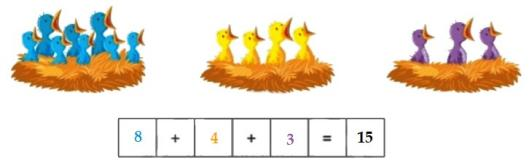 8 + 4 + 3 = 15